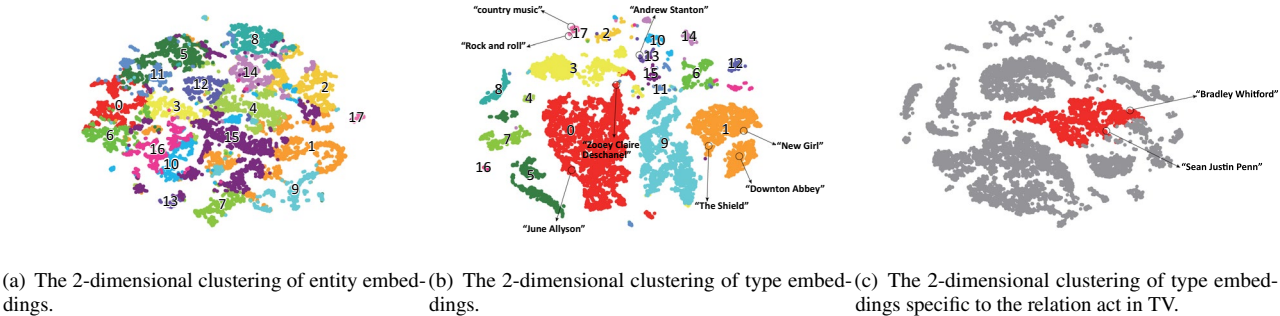 8
5
11
14
12
2
0
3
4
17
6
15
16
1
10
9
13
7
"country music"
"Andrew Stanton"
17
2
10
14
"Rock and roll"
13
3
15
12
6
8
11
4
0
1
7
"Zooey Claire
Deschanel"
9
"New Girl"
16
5
"Downton Abbey"
"The Shield"
"June Allyson"
"Bradley Whitford"
"Sean Justin Penn"
(a) The 2-dimensional clustering of entity embed-
dings.
(b) The 2-dimensional clustering of type embed-
dings.
(c) The 2-dimensional clustering of type embed-
dings specific to the relation act in TV.